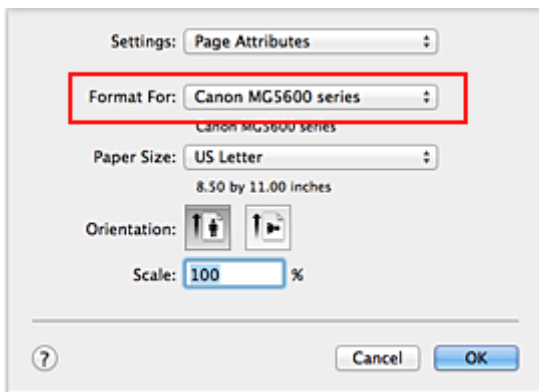 Settings: Page Attributes
Format For: Canon MG5600 series
Canon MG5600 series
Paper Size: US Letter
8.50 by 11.00 inches
Orientation:
Scale: 100 %
? Cancel OK